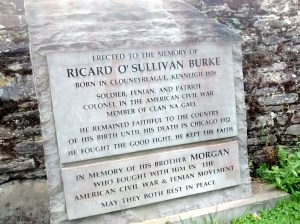 ERECTED TO THE MEMORY OF
RICARD O'SULLIVAN BURKE
BORN IN CLOUNEYREAGUE, KENNEIGH 1838
SOLDIER, FENIAN, AND PATRIOT
COLONEL IN THE AMERICAN CIVIL WAR
MEMBER OF CLAN NA GAEL
HE REMAINED FAITHFUL TO THE COUNTRY
OF HIS BIRTH UNTIL HIS DEATH IN CHICAGO 1922
HE FOUGHT THE GOOD FIGHT, HE KEPT THE FAITH
IN MEMORY OF HIS BROTHER MORGAN
WHO FOUGHT WITH HIM IN THE
AMERICAN CIVIL WAR & FENIAN MOVEMENT
MAY THEY BOTH REST IN PEACE